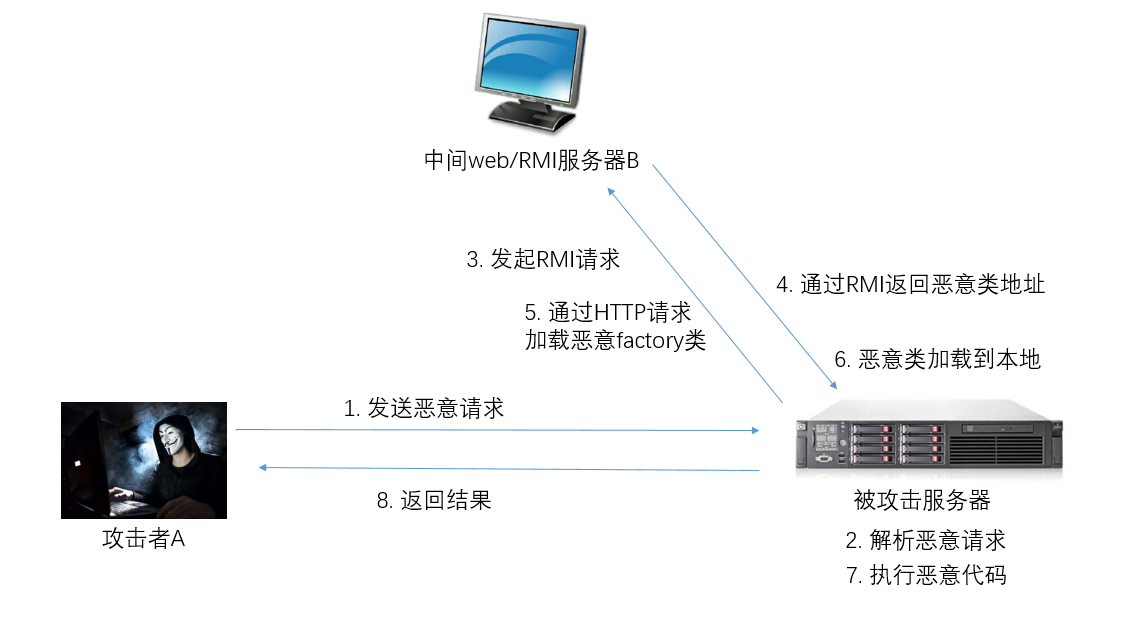 中间web/RMI服务器B
3. 发起RMI请求
4. 通过RMI返回恶意类地址
5. 通过HTTP请求
加载恶意factory类
6. 恶意类加载到本地
1. 发送恶意请求
8. 返回结果
攻击者A
被攻击服务器
2. 解析恶意请求
7. 执行恶意代码